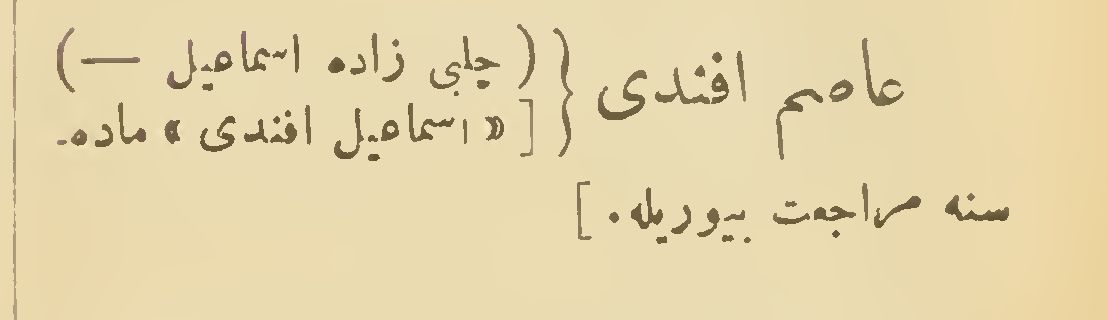 عاصم افندی { ( چلبی زاده اسماعیل — )
[ « اسماعیل افندی » ماده‌-
سنه مراجعت بیوریله. ]